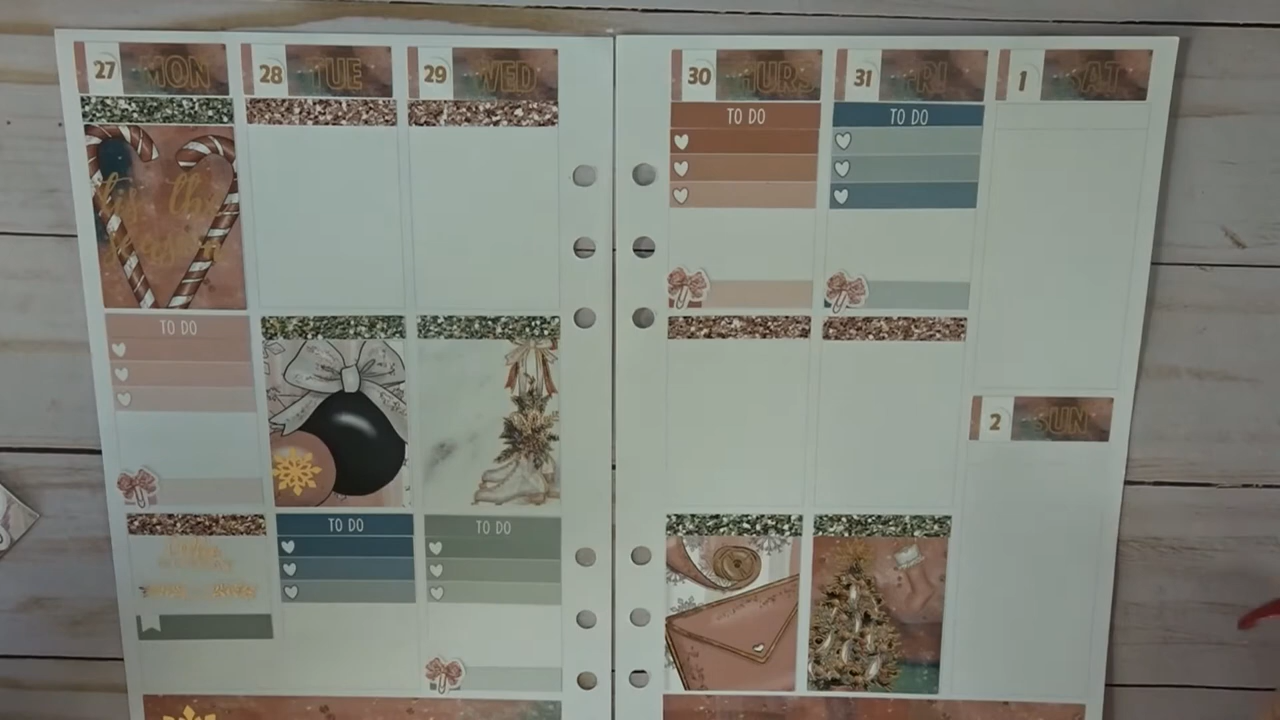 27 MON
28 TUE
29 WED
30 THURS
31 FRI
1 SAT
TO DO
TO DO
TO DO
2 SUN
TO DO
TO DO